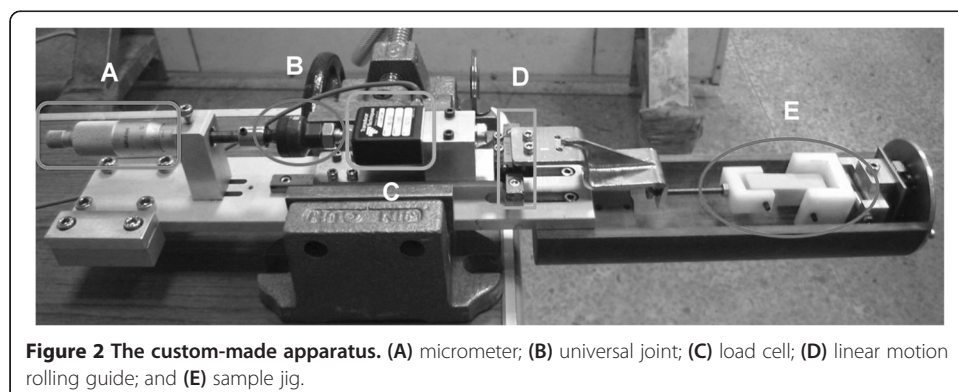 A
B
D
E
C
Figure 2 The custom-made apparatus. (A) micrometer; (B) universal joint; (C) load cell; (D) linear motion
rolling guide; and (E) sample jig.